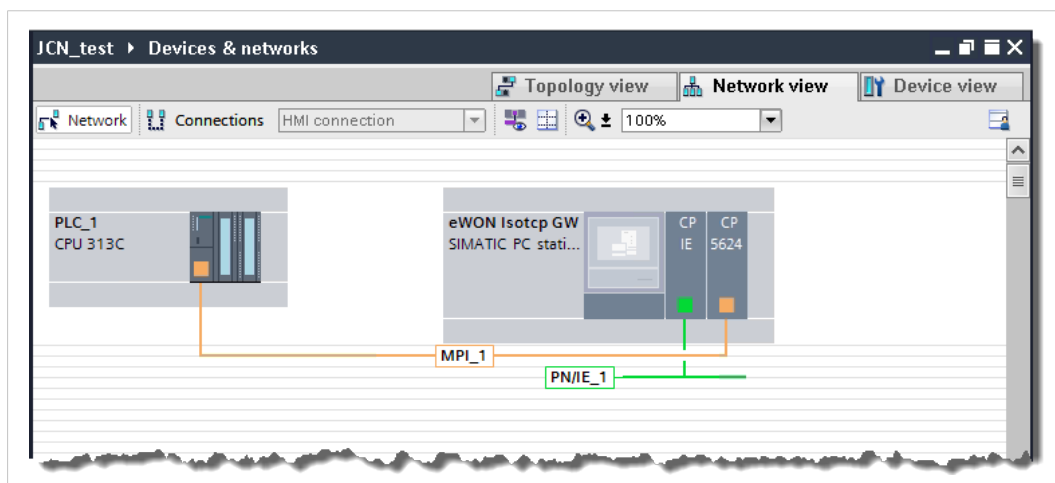 JCN_test ▸ Devices & networks
Topology view Network view Device view
Network Connections HMI connection 100%
PLC_1
CPU 313C
eWON Isotcp GW
SIMATIC PC stati...
CP
IE
CP
5624
MPI_1
PN/IE_1